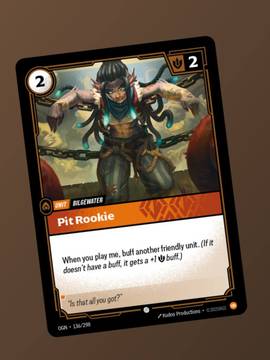 2
2
UNIT BILGEWATER
Pit Rookie
When you play me, buff another friendly unit. (If it
doesn't have a buff, it gets a +1 buff.)
"Is that all you got?"
OGN • 136/298
Kudos Productions